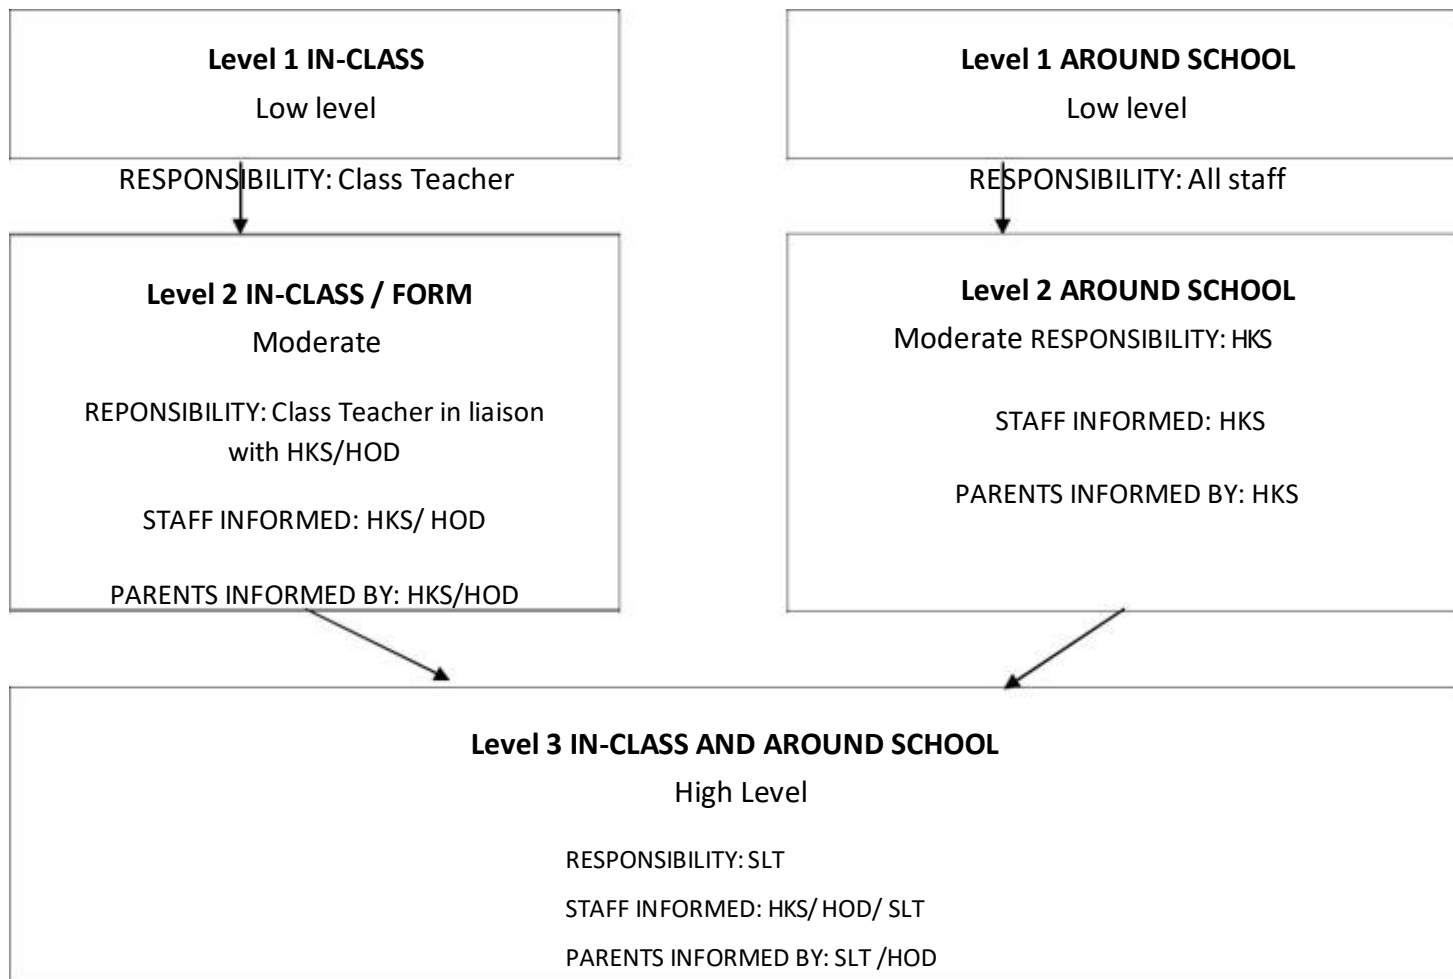 Level 1 IN-CLASS
Low level
RESPONSIBILITY: Class Teacher
Level 2 IN-CLASS / FORM
Moderate
REPONSIBILITY: Class Teacher in liaison
with HKS/HOD
STAFF INFORMED: HKS/ HOD
PARENTS INFORMED BY: HKS/HOD
Level 1 AROUND SCHOOL
Low level
RESPONSIBILITY: All staff
Level 2 AROUND SCHOOL
Moderate RESPONSIBILITY: HKS
STAFF INFORMED: HKS
PARENTS INFORMED BY: HKS
Level 3 IN-CLASS AND AROUND SCHOOL
High Level
RESPONSIBILITY: SLT
STAFF INFORMED: HKS/ HOD/ SLT
PARENTS INFORMED BY: SLT /HOD